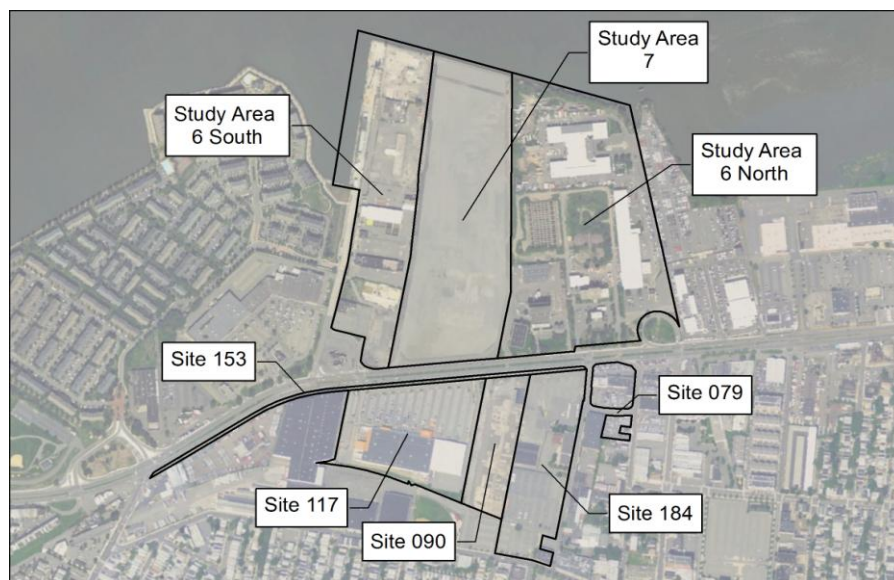 Study Area
7
Study Area
6 South
Study Area
6 North
Site 153
Site 079
Site 117
Site 184
Site 090